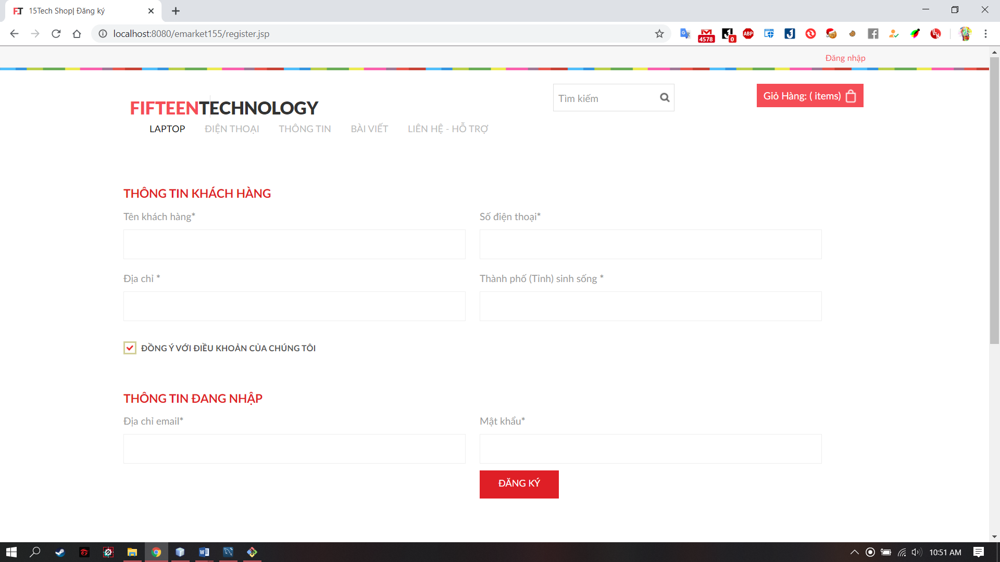 15Tech Shop| Đăng ký
localhost:8080/emarket155/register.jsp
4578
0
ABP
Đăng nhập
FIFTEENTECHNOLOGY
Tìm kiếm
Giỏ Hàng: ( items)
LAPTOP ĐIỆN THOẠI THÔNG TIN BÀI VIẾT LIÊN HỆ - HỖ TRỢ
THÔNG TIN KHÁCH HÀNG
Tên khách hàng* Số điện thoại*
Địa chỉ * Thành phố (Tỉnh) sinh sống *
ĐỒNG Ý VỚI ĐIỀU KHOẢN CỦA CHÚNG TÔI
THÔNG TIN ĐANG NHẬP
Địa chỉ email* Mật khẩu*
ĐĂNG KÝ
10:51 AM